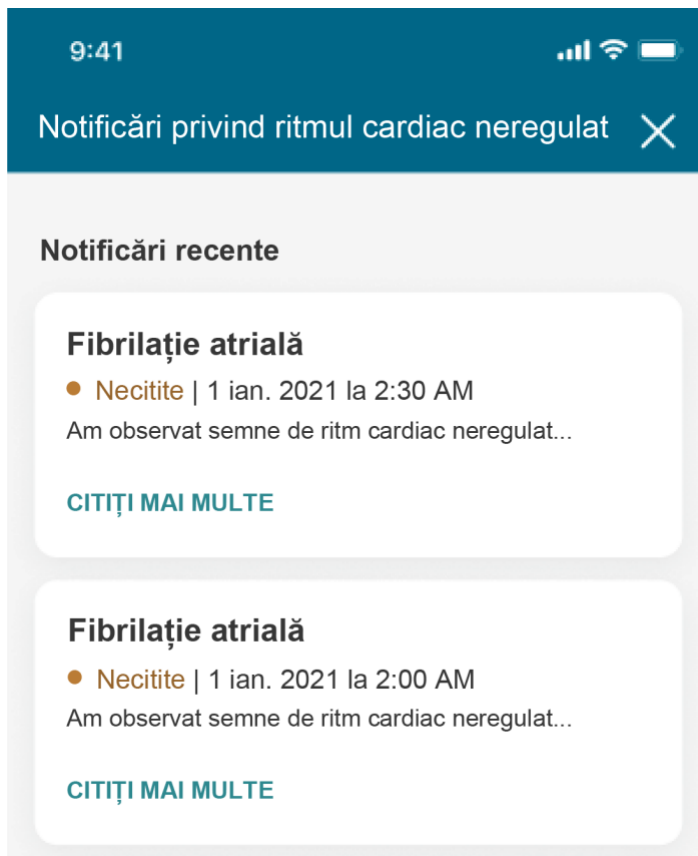 9:41
Notificări privind ritmul cardiac neregulat
Notificări recente
Fibrilație atrială
Necitite | 1 ian. 2021 la 2:30 AM
Am observat semne de ritm cardiac neregulat...
CITIȚI MAI MULTE
Fibrilație atrială
Necitite | 1 ian. 2021 la 2:00 AM
Am observat semne de ritm cardiac neregulat...
CITIȚI MAI MULTE